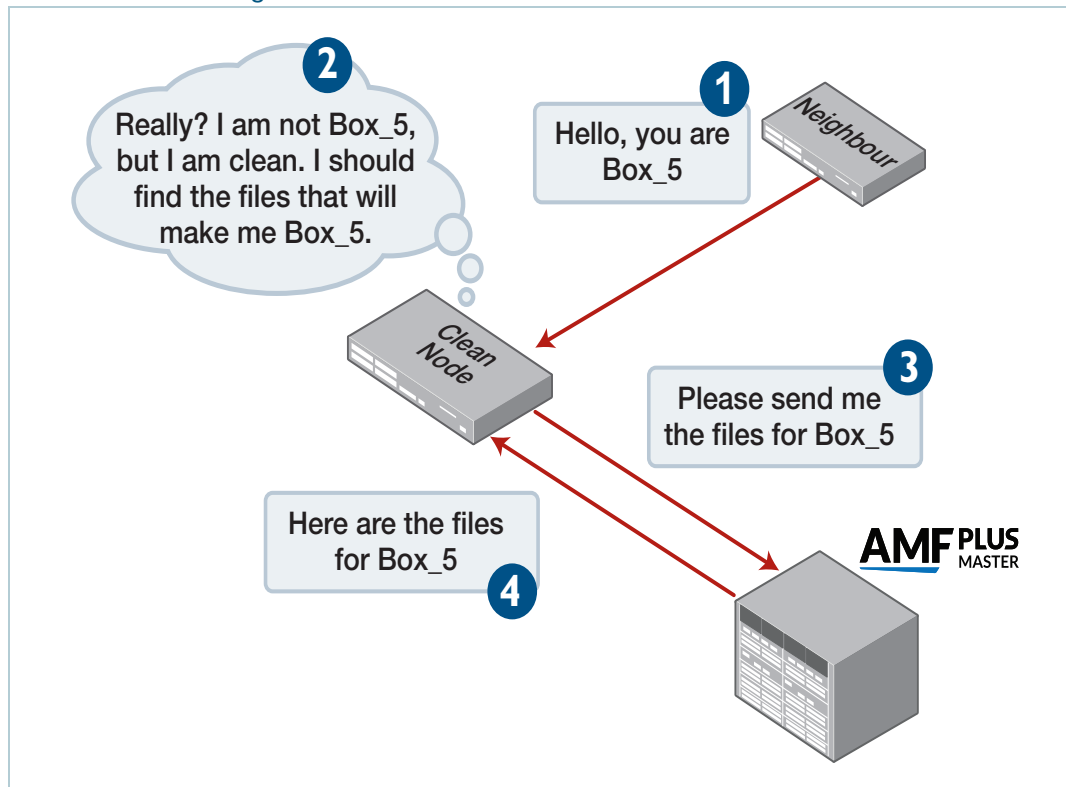 1
Hello, you are
Box_5
Neighbour
2
Really? I am not Box_5,
but I am clean. I should
find the files that will
make me Box_5.
Clean
Node
3
Please send me
the files for Box_5
Here are the files
for Box_5
4
AMF PLUS
MASTER